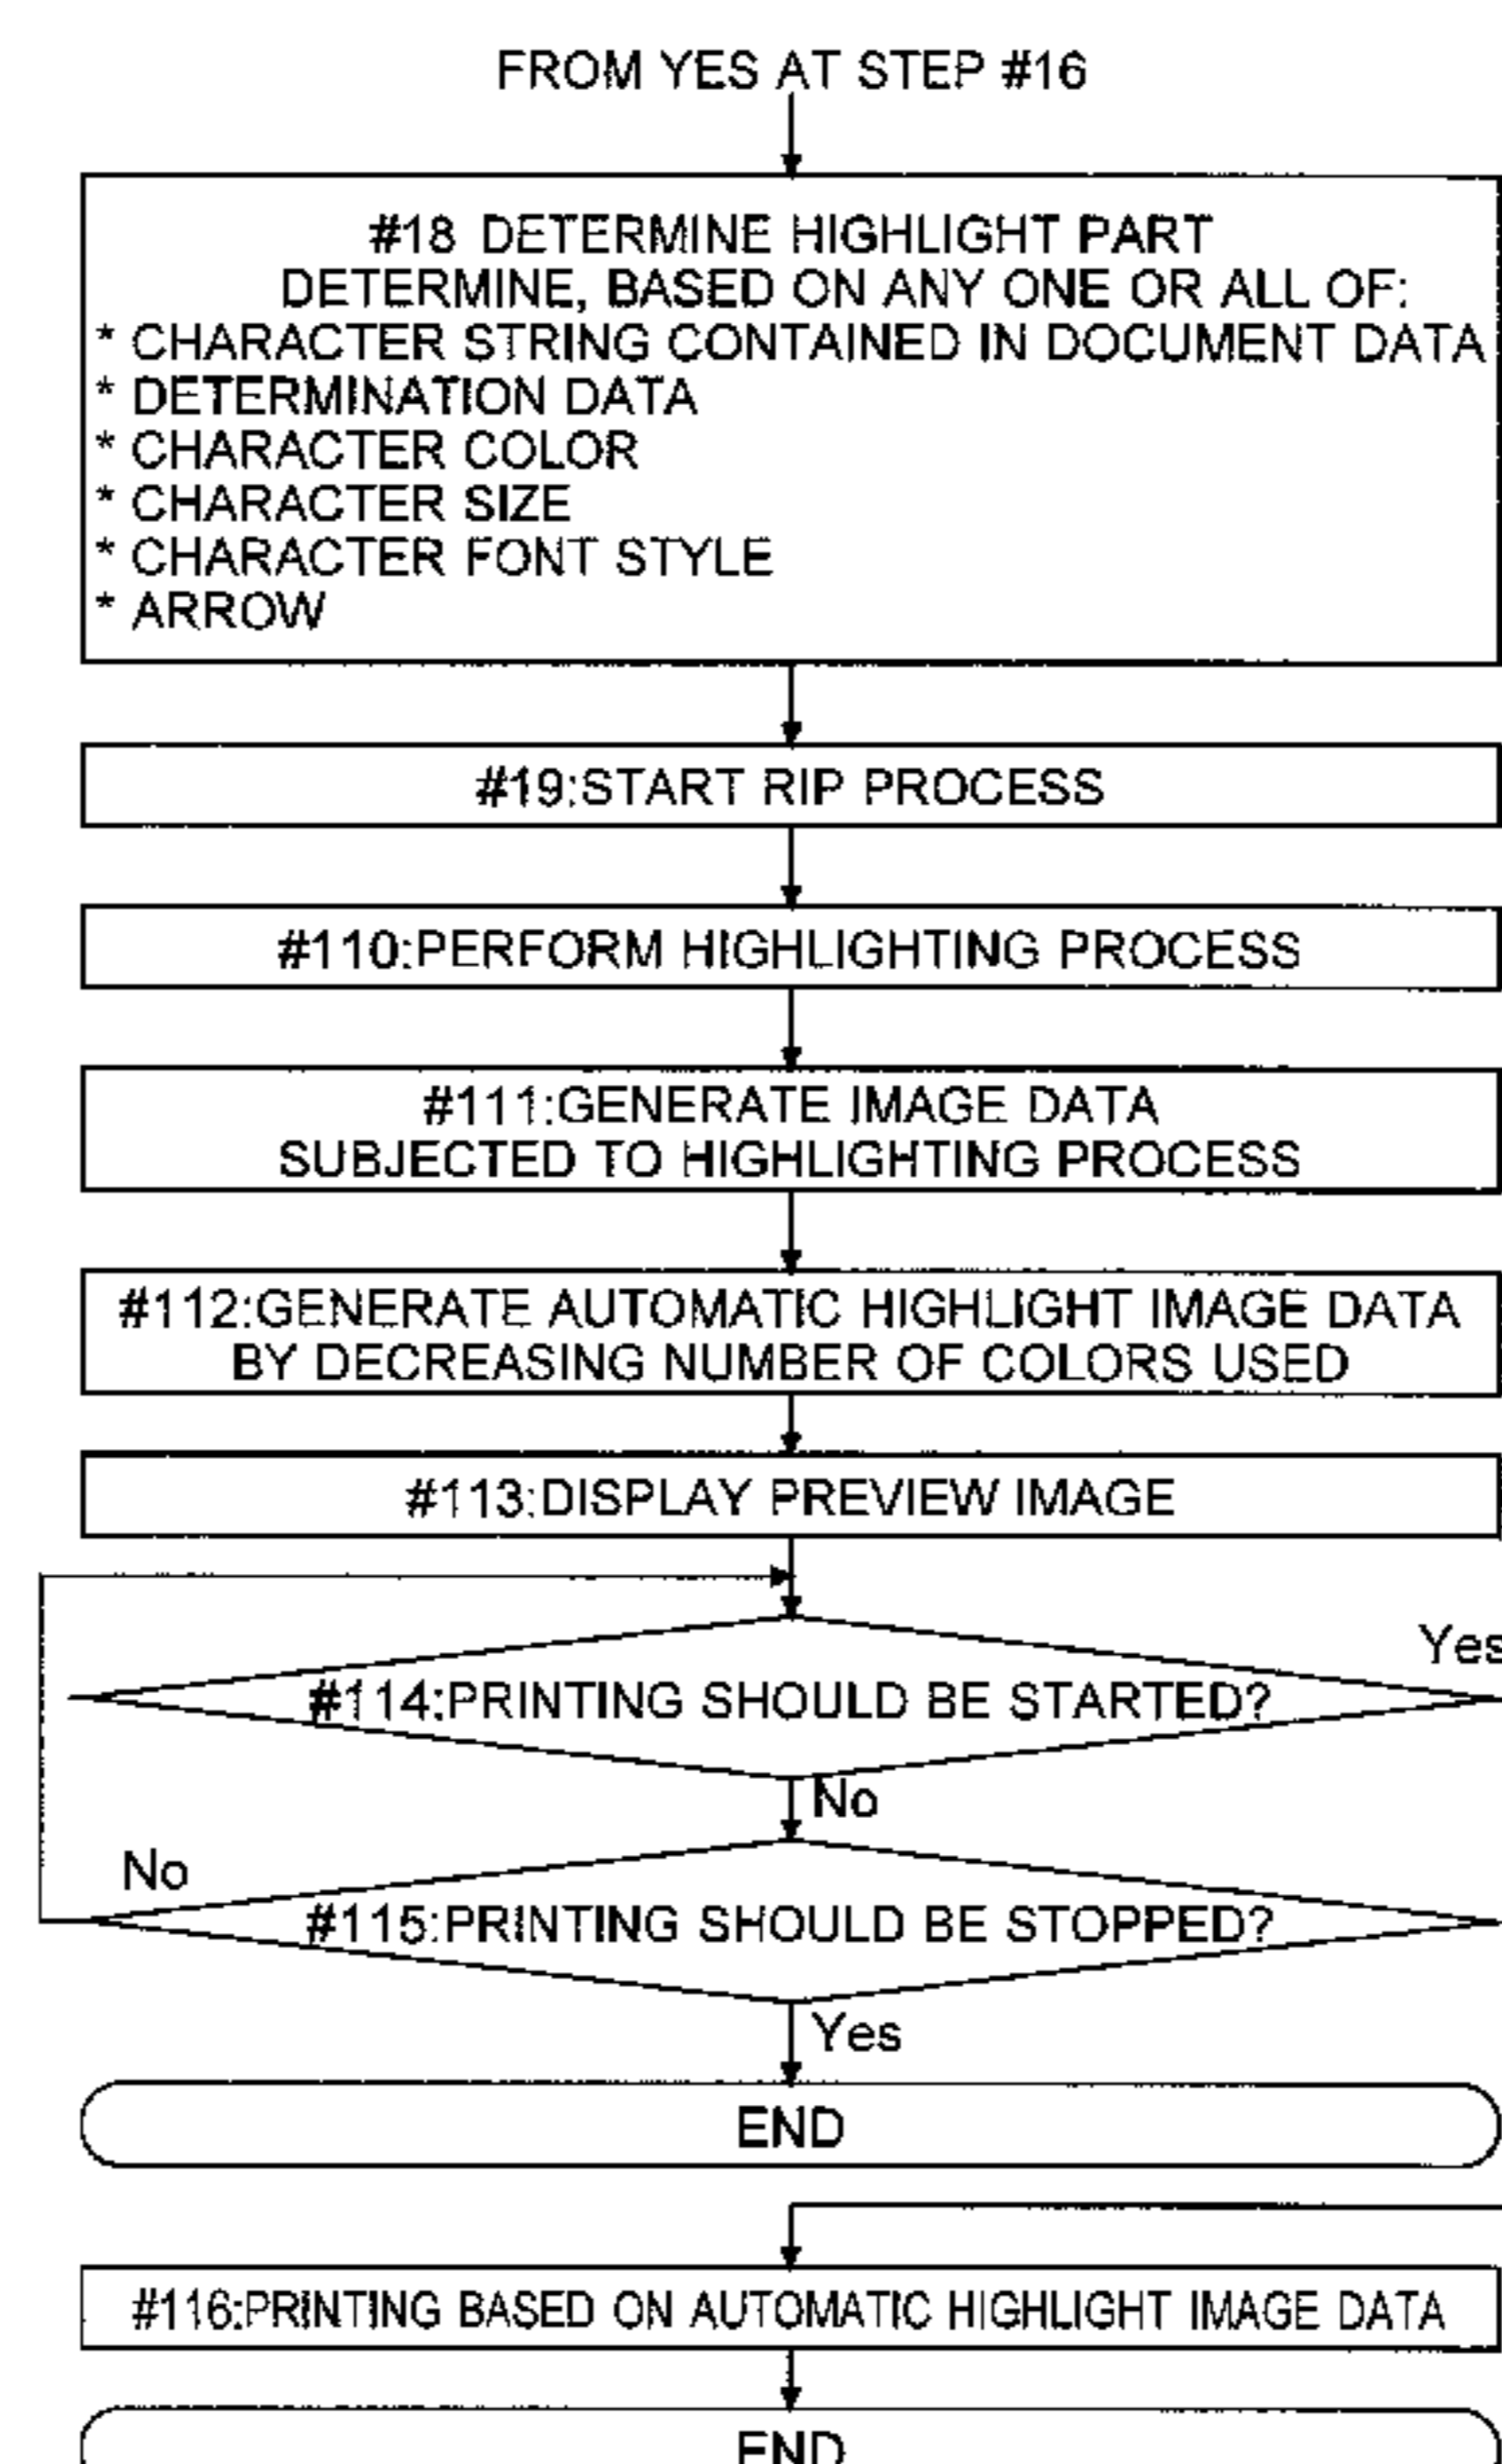 FROM YES AT STEP #16
#18 DETERMINE HIGHLIGHT PART
DETERMINE, BASED ON ANY ONE OR ALL OF:
* CHARACTER STRING CONTAINED IN DOCUMENT DATA
* DETERMINATION DATA
* CHARACTER COLOR
* CHARACTER SIZE
* CHARACTER FONT STYLE
* ARROW
#19:START RIP PROCESS
#110:PERFORM HIGHLIGHTING PROCESS
#111:GENERATE IMAGE DATA
SUBJECTED TO HIGHLIGHTING PROCESS
#112:GENERATE AUTOMATIC HIGHLIGHT IMAGE DATA
BY DECREASING NUMBER OF COLORS USED
#113:DISPLAY PREVIEW IMAGE
Yes
#114:PRINTING SHOULD BE STARTED?
No
No
#115:PRINTING SHOULD BE STOPPED?
Yes
END
#116:PRINTING BASED ON AUTOMATIC HIGHLIGHT IMAGE DATA
END